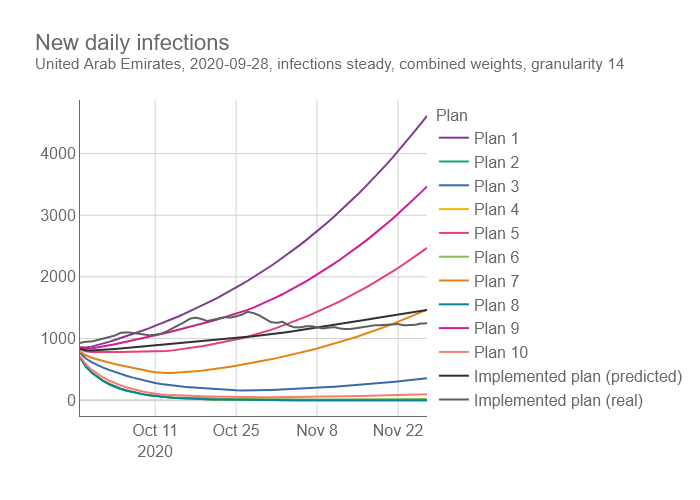 New daily infections
United Arab Emirates, 2020-09-28, infections steady, combined weights, granularity 14
Plan
Plan 1
Plan 2
Plan 3
Plan 4
Plan 5
Plan 6
Plan 7
Plan 8
Plan 9
Plan 10
Implemented plan (predicted)
Implemented plan (real)
4000
3000
2000
1000
0
Oct 11
2020
Oct 25
Nov 8
Nov 22